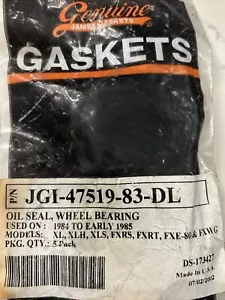 Genuine
JAMES GASKETS
GASKETS
P/N JGI-47519-83-DL
OIL SEAL, WHEEL BEARING
USED ON: 1984 TO EARLY 1985
MODELS: XL, XLH, XLS, FXRS, FXRT, FXE-80 & FXWG
PKG. QTY.: 5 Pack
DS-173427
Made in U.S.A.
07/02/2002